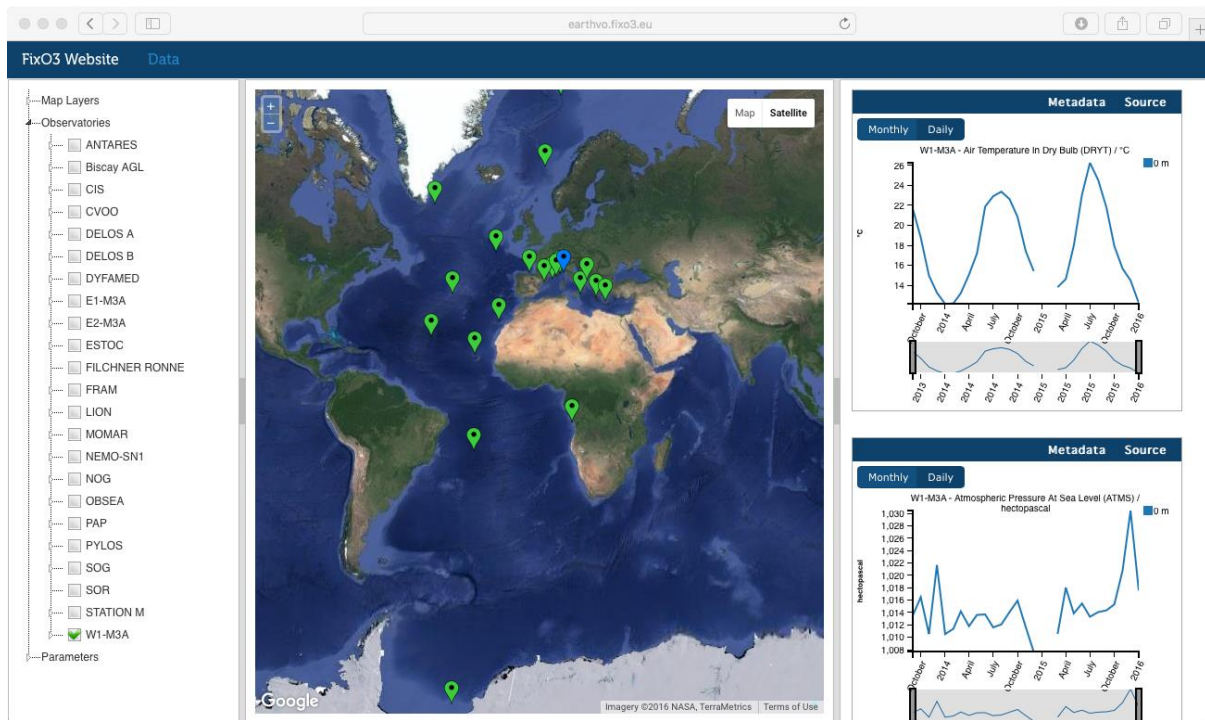 earthvo.fixo3.eu
FixO3 Website Data
Map Layers
Observatories
ANTARES
Biscay AGL
CIS
CVOO
DELOS A
DELOS B
DYFAMED
E1-M3A
E2-M3A
ESTOC
FILCHNER RONNE
FRAM
LION
MOMAR
NEMO-SN1
NOG
OBSEA
PAP
PYLOS
SOG
SOR
STATION M
W1-M3A
Parameters
+
−
Map Satellite
Google
Imagery ©2016 NASA, TerraMetrics Terms of Use
Metadata Source
Monthly Daily
W1-M3A - Air Temperature In Dry Bulb (DRYT) / °C
0 m
°C
26
24
22
20
18
16
14
October 2014 April July October 2015 April July October 2016
2013 2014 2014 2014 2014 2015 2015 2015 2015 2016
Metadata Source
Monthly Daily
W1-M3A - Atmospheric Pressure At Sea Level (ATMS) /
hectopascal
0 m
hectopascal
1,030
1,028
1,026
1,024
1,022
1,020
1,018
1,016
1,014
1,012
1,010
1,008
October 2014 April July October 2015 April July October 2016